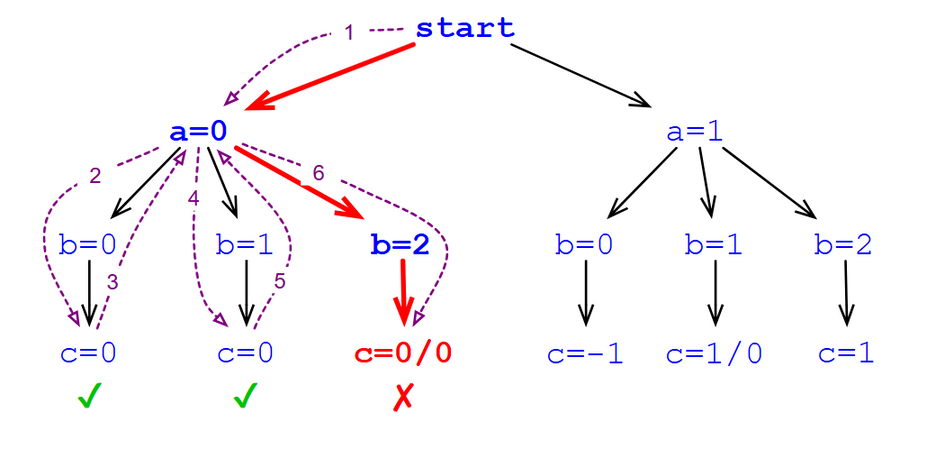 1 start
a=0 a=1
2 4 6
b=0 b=1 b=2 b=0 b=1 b=2
3 5
c=0 c=0 c=0/0 c=-1 c=1/0 c=1
✓ ✓ ✗